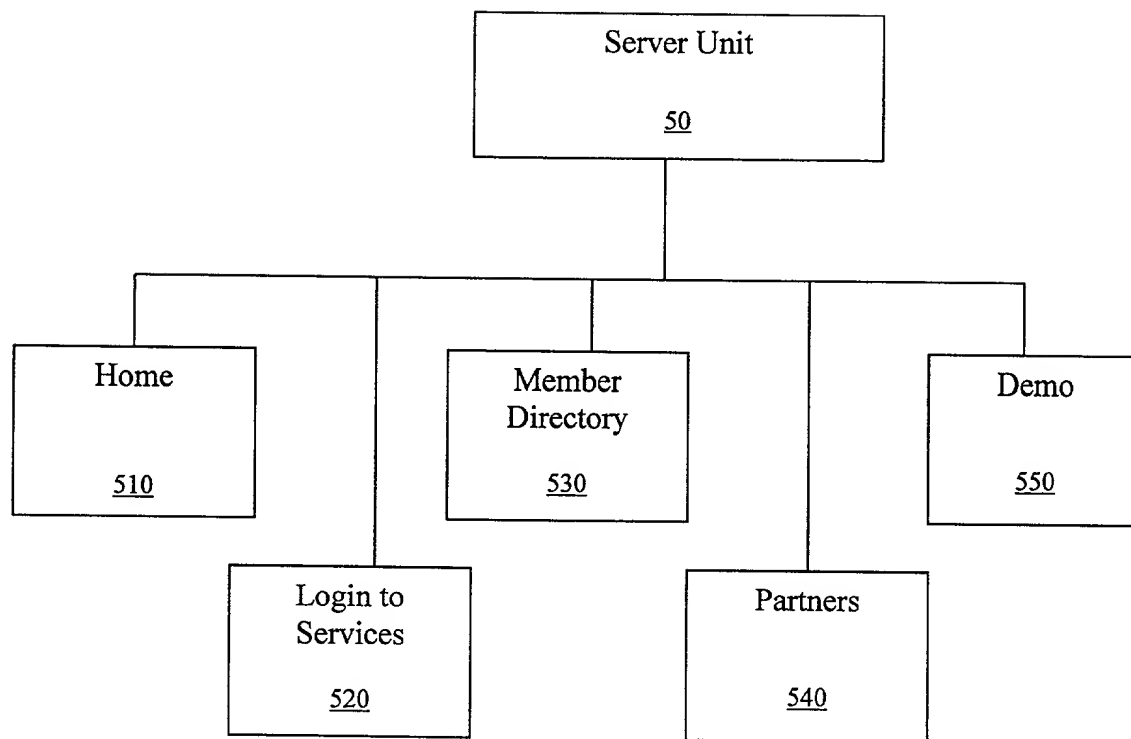 Server Unit
50
Home
510
Member
Directory
530
Demo
550
Login to
Services
520
Partners
540